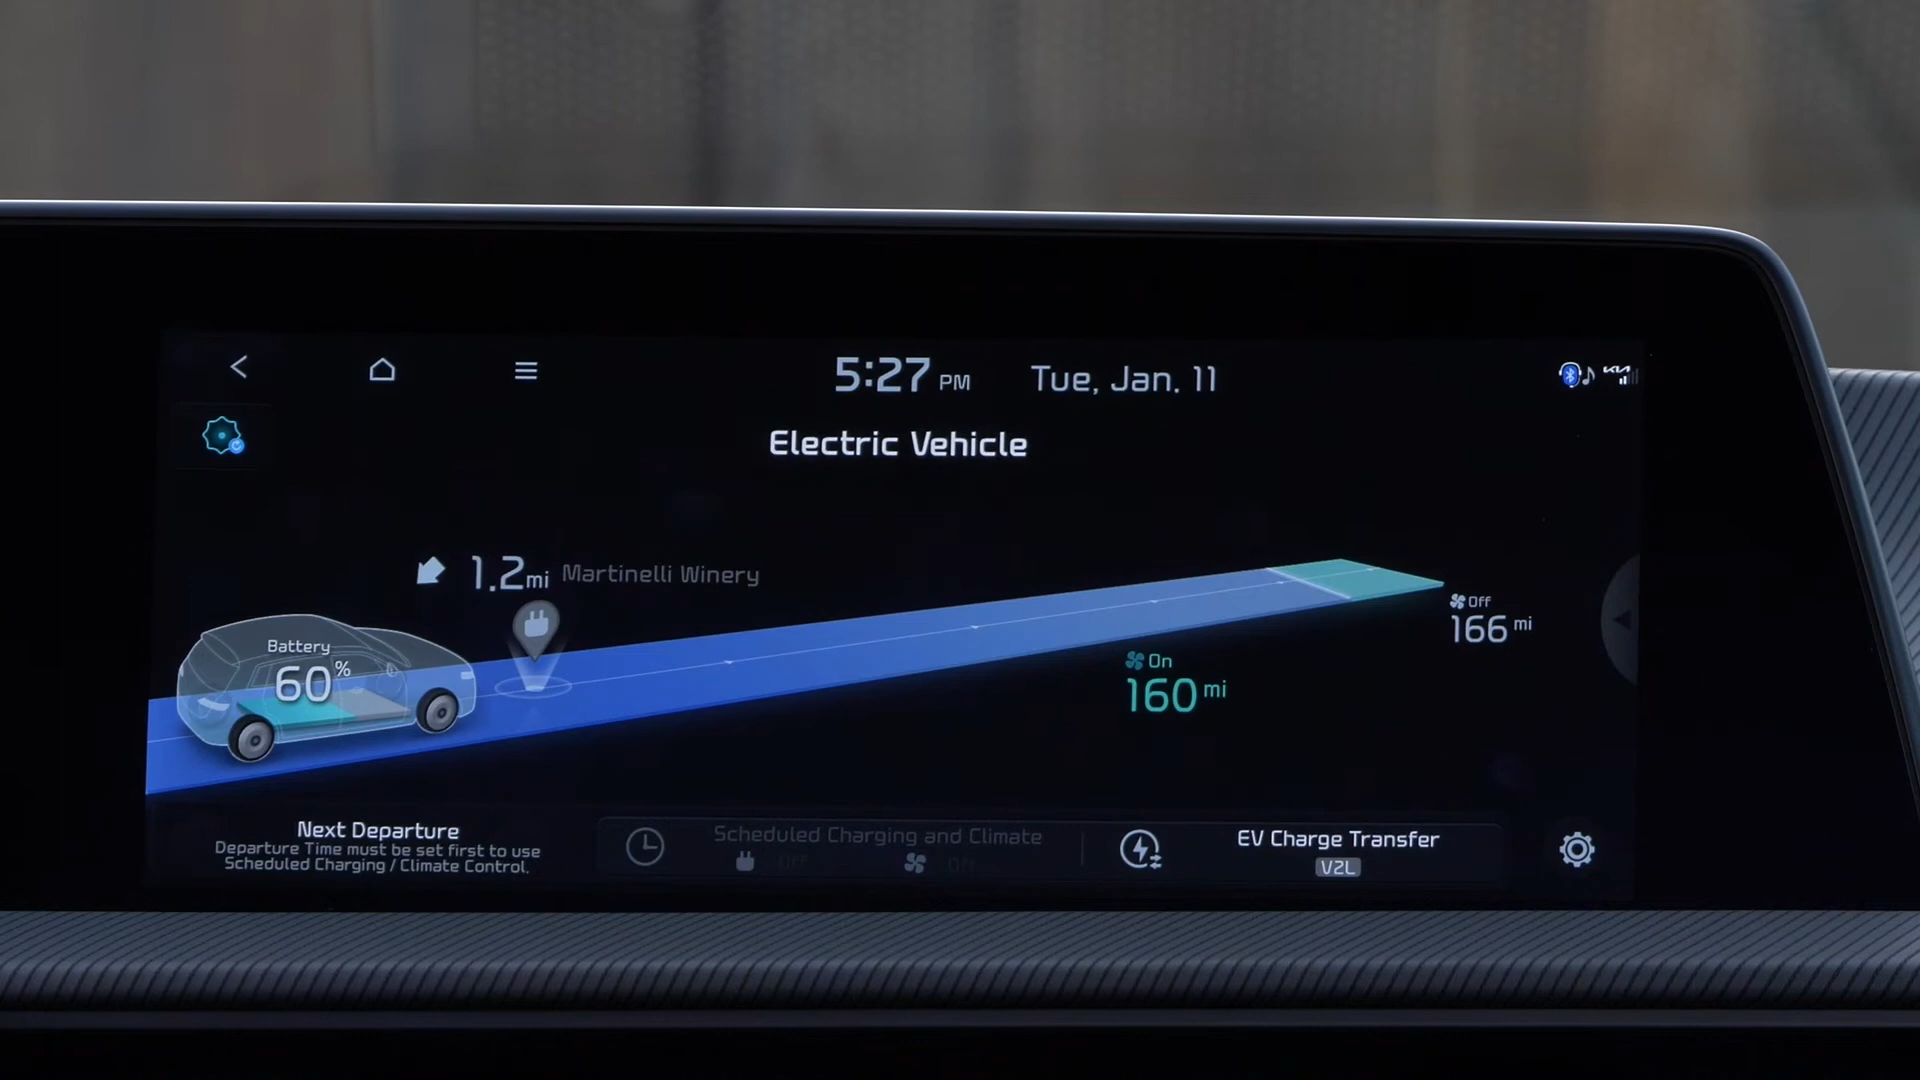 5:27 PM Tue, Jan. 11
Electric Vehicle
1.2mi Martinelli Winery
Battery
60%
Off
166 mi
On
160 mi
Next Departure
Departure Time must be set first to use
Scheduled Charging / Climate Control.
Scheduled Charging and Climate
Off Off
EV Charge Transfer
V2L